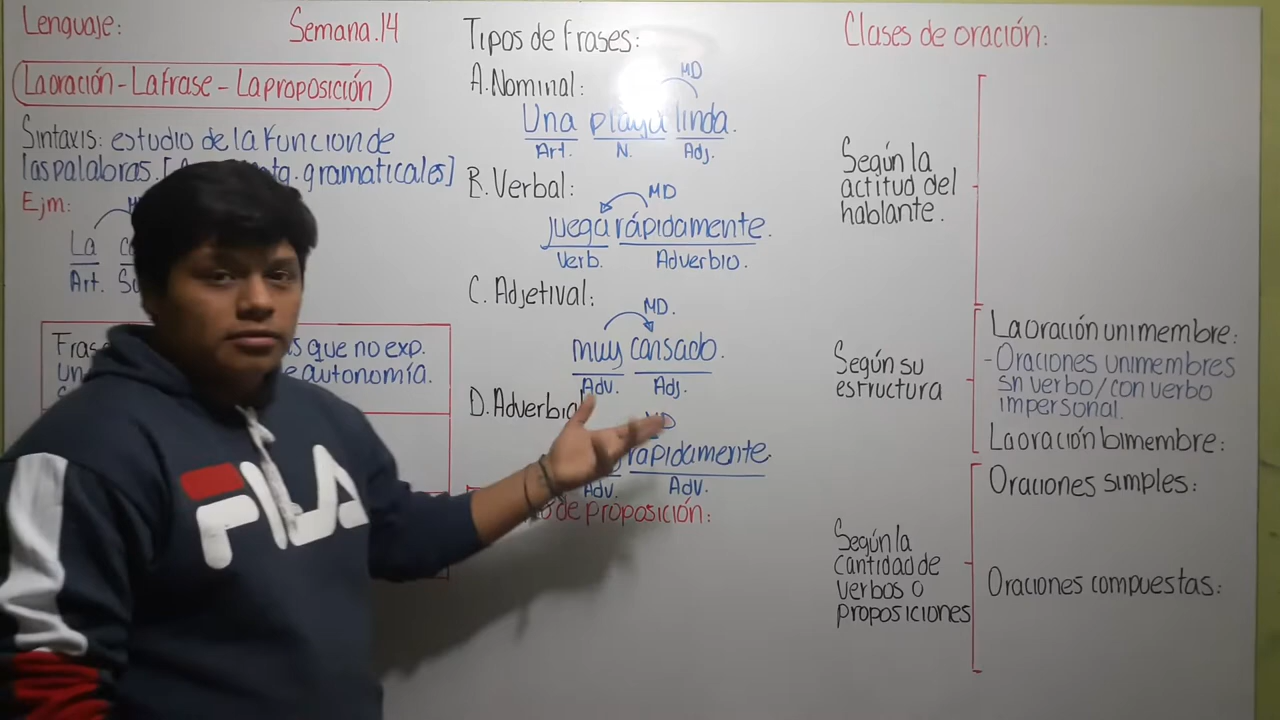 Lenguaje: Semana.14
La oración - La frase - La proposición
Sintaxis: estudio de la función de
las palabras. gramaticales]
Ejm:
La
Art.
que no exp.
autonomía.
FILA
Tipos de frases:
A. Nominal:
MD
Una playa linda.
Art. N. Adj.
B. Verbal:
MD
juega rápidamente.
Verb. Adverbio.
C. Adjetival:
MD.
muy cansado.
Adv. Adj.
D. Adverbia
MD
rápidamente.
Adv. Adv.
de proposición:
Clases de oración:
Según la
actitud del
hablante.
Según su
estructura
La oración unimembre:
- Oraciones unimembres
sn verbo/con verbo
impersonal.
La oración bimembre:
Según la
cantidad de
verbos o
proposiciones
Oraciones simples:
Oraciones compuestas: